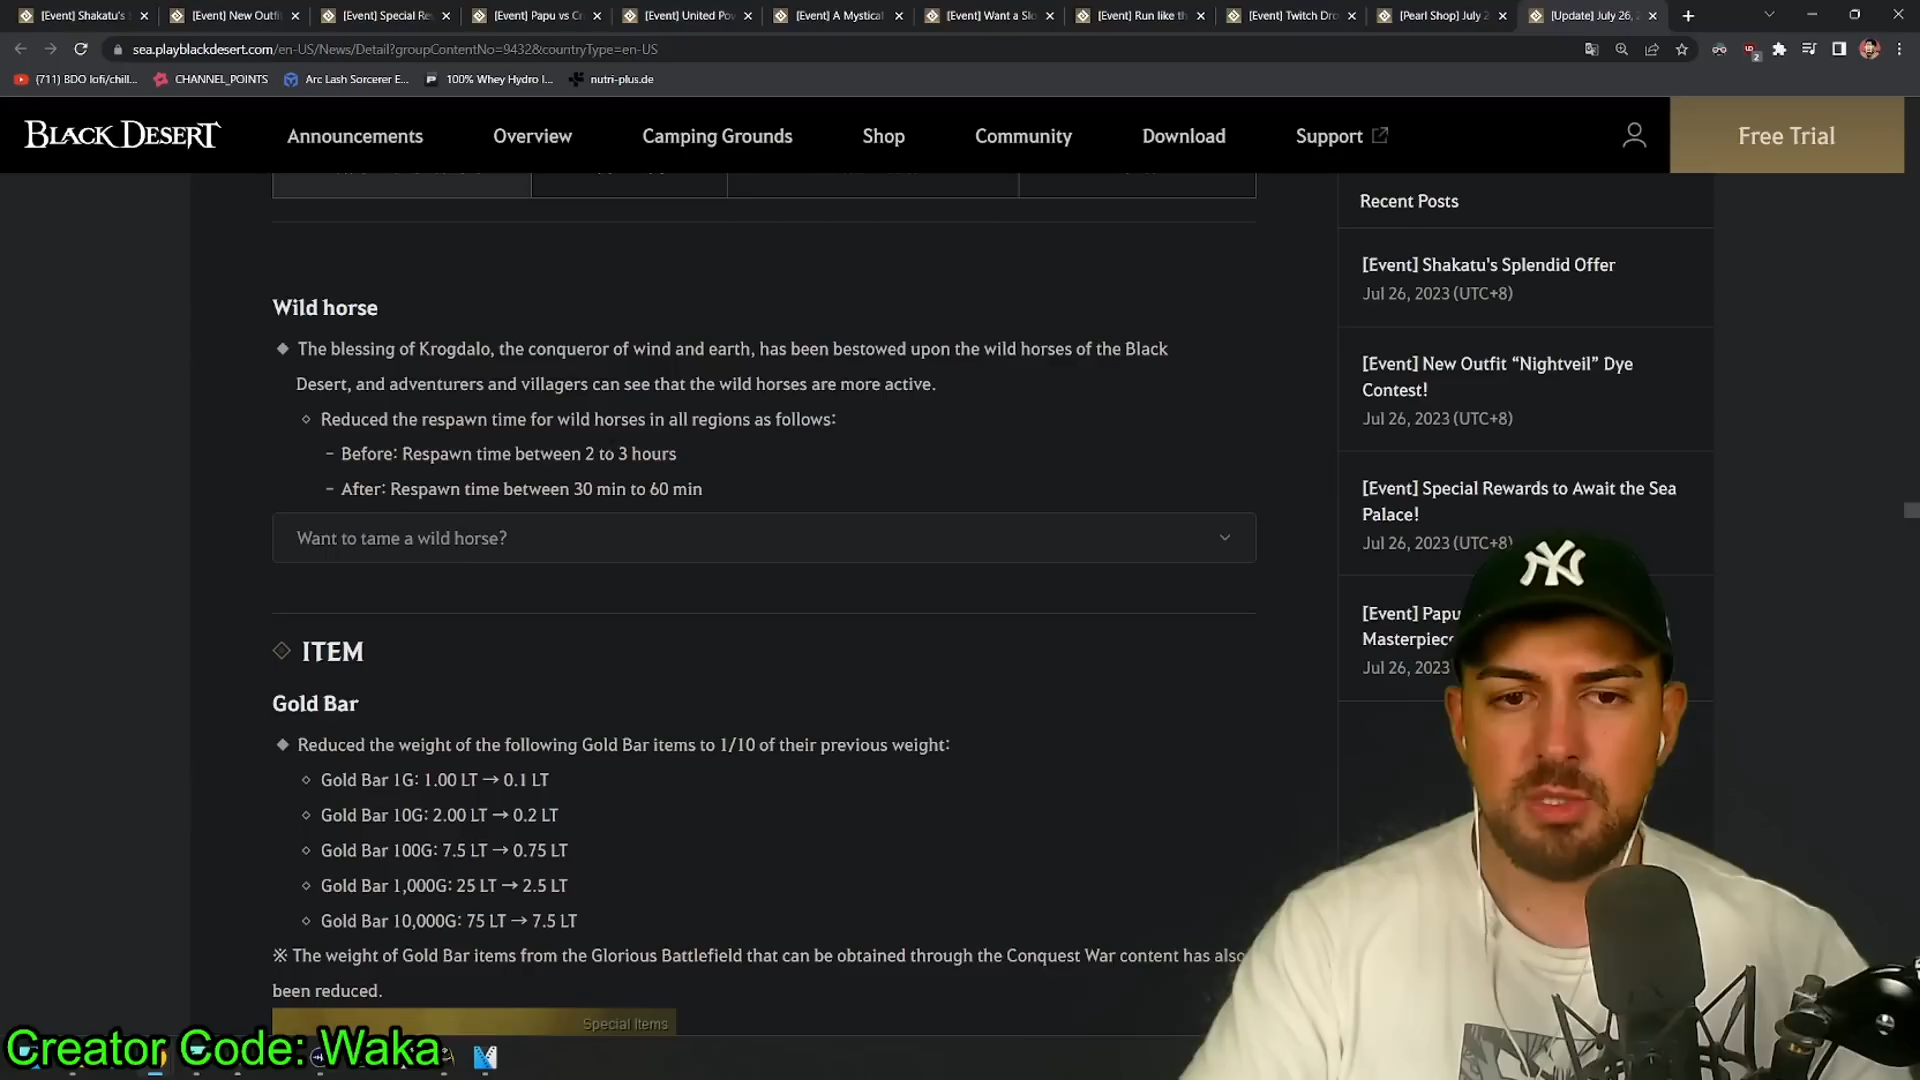 [Event] Shakatu's
[Event] New Outfi
[Event] Special Re
[Event] Papu vs Cr
[Event] United Po
[Event] A Mystical
[Event] Want a Slo
[Event] Run like th
[Event] Twitch Dro
[Pearl Shop] July 2
[Update] July 26,
sea.playblackdesert.com/en-US/News/Detail?groupContentNo=9432&countryType=en-US
(711) BDO lofi/chill...
CHANNEL_POINTS
Arc Lash Sorcerer E...
100% Whey Hydro I...
nutri-plus.de
BLACK DESERT
Announcements
Overview
Camping Grounds
Shop
Community
Download
Support
Free Trial
Wild horse
The blessing of Krogdalo, the conqueror of wind and earth, has been bestowed upon the wild horses of the Black
Desert, and adventurers and villagers can see that the wild horses are more active.
Reduced the respawn time for wild horses in all regions as follows:
- Before: Respawn time between 2 to 3 hours
- After: Respawn time between 30 min to 60 min
Want to tame a wild horse?
ITEM
Gold Bar
Reduced the weight of the following Gold Bar items to 1/10 of their previous weight:
Gold Bar 1G: 1.00 LT → 0.1 LT
Gold Bar 10G: 2.00 LT → 0.2 LT
Gold Bar 100G: 7.5 LT → 0.75 LT
Gold Bar 1,000G: 25 LT → 2.5 LT
Gold Bar 10,000G: 75 LT → 7.5 LT
※ The weight of Gold Bar items from the Glorious Battlefield that can be obtained through the Conquest War content has also
been reduced.
Special Items
Recent Posts
[Event] Shakatu's Splendid Offer
Jul 26, 2023 (UTC+8)
[Event] New Outfit “Nightveil” Dye
Contest!
Jul 26, 2023 (UTC+8)
[Event] Special Rewards to Await the Sea
Palace!
Jul 26, 2023 (UTC+8)
[Event] Papu
Masterpiec
Jul 26, 2023
NY
Creator Code: Waka